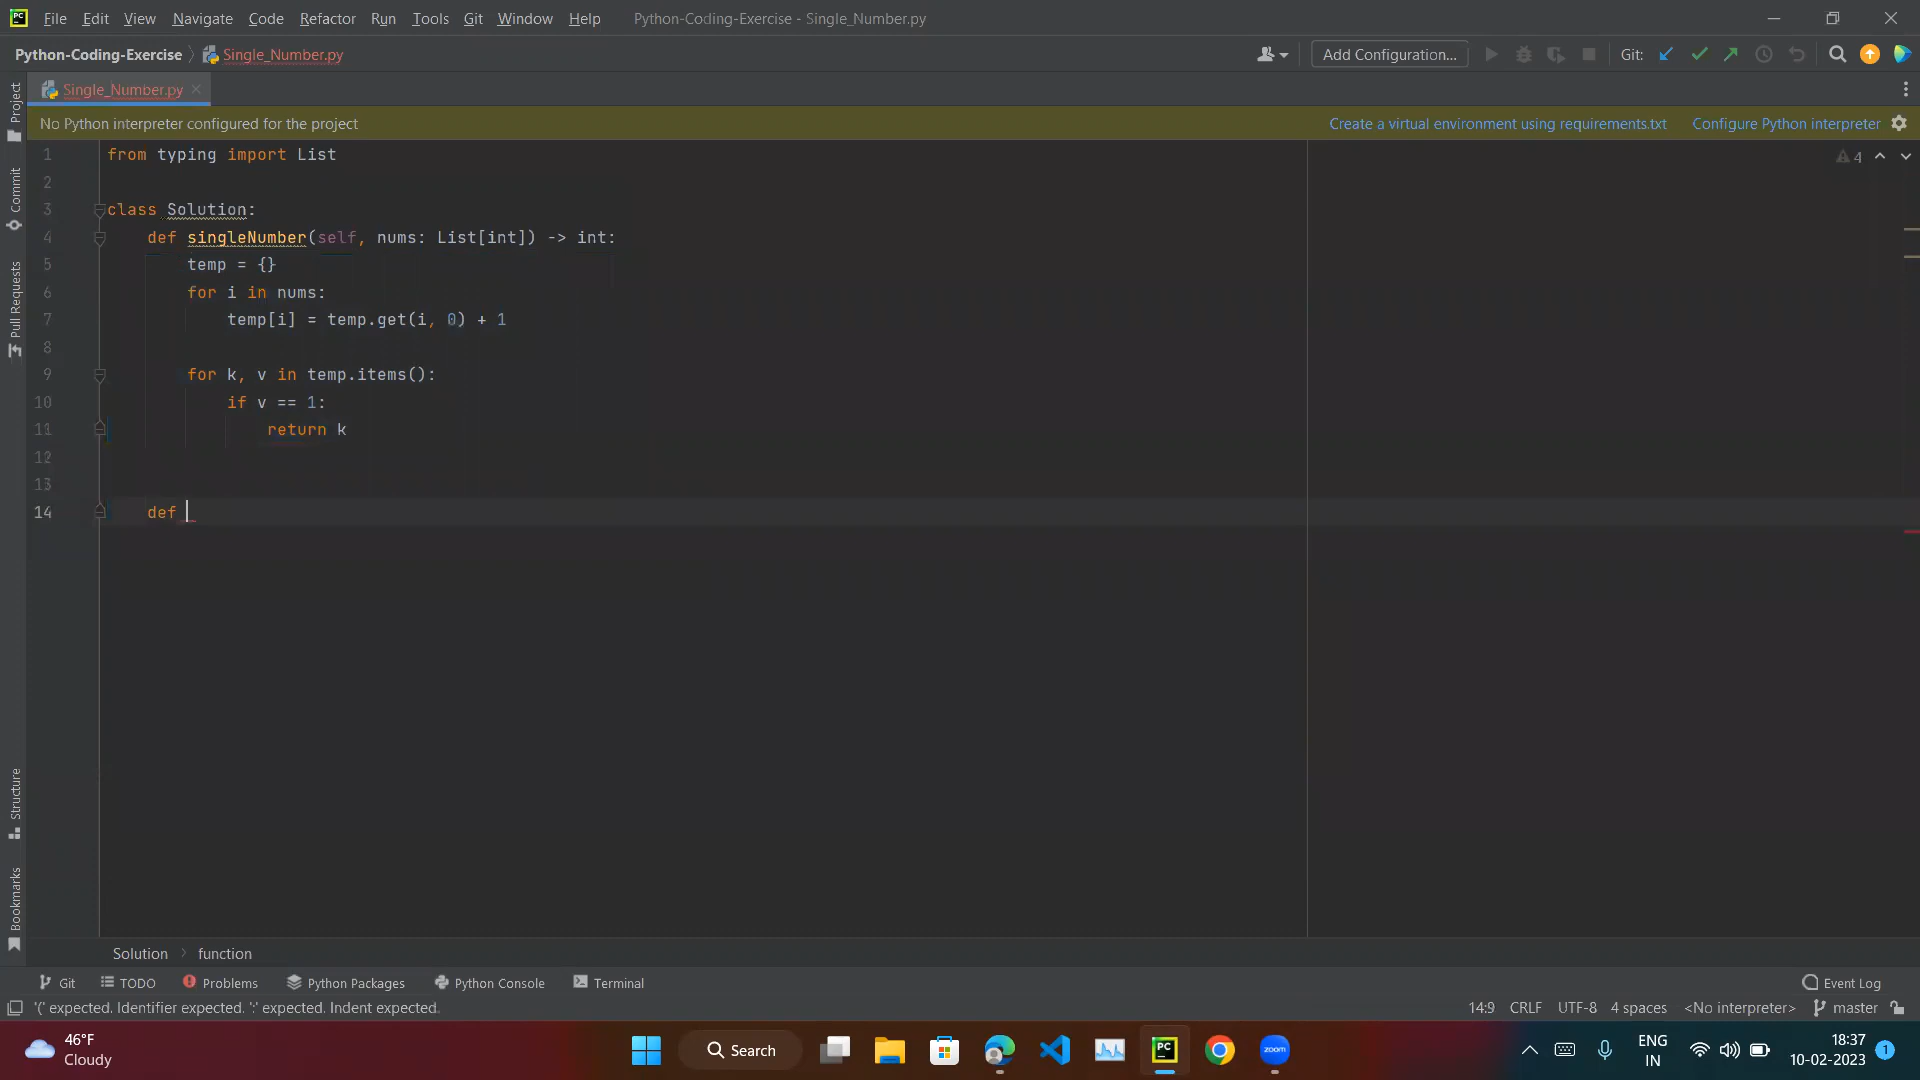 PC File Edit View Navigate Code Refactor Run Tools Git Window Help Python-Coding-Exercise - Single_Number.py
Python-Coding-Exercise Single_Number.py Add Configuration... Git:
Single_Number.py
No Python interpreter configured for the project Create a virtual environment using requirements.txt Configure Python interpreter
1 from typing import List 4
2
3 class Solution:
4 def singleNumber(self, nums: List[int]) -> int:
5 temp = {}
6 for i in nums:
7 temp[i] = temp.get(i, 0) + 1
8
9 for k, v in temp.items():
10 if v == 1:
11 return k
12
13
14 def
Project
Commit
Pull Requests
Structure
Bookmarks
Solution function
Git TODO Problems Python Packages Python Console Terminal Event Log
'(' expected. Identifier expected. ':' expected. Indent expected. 14:9 CRLF UTF-8 4 spaces <No interpreter> master
46°F
Cloudy
Search
PC
zoom
ENG
IN
18:37
10-02-2023
1